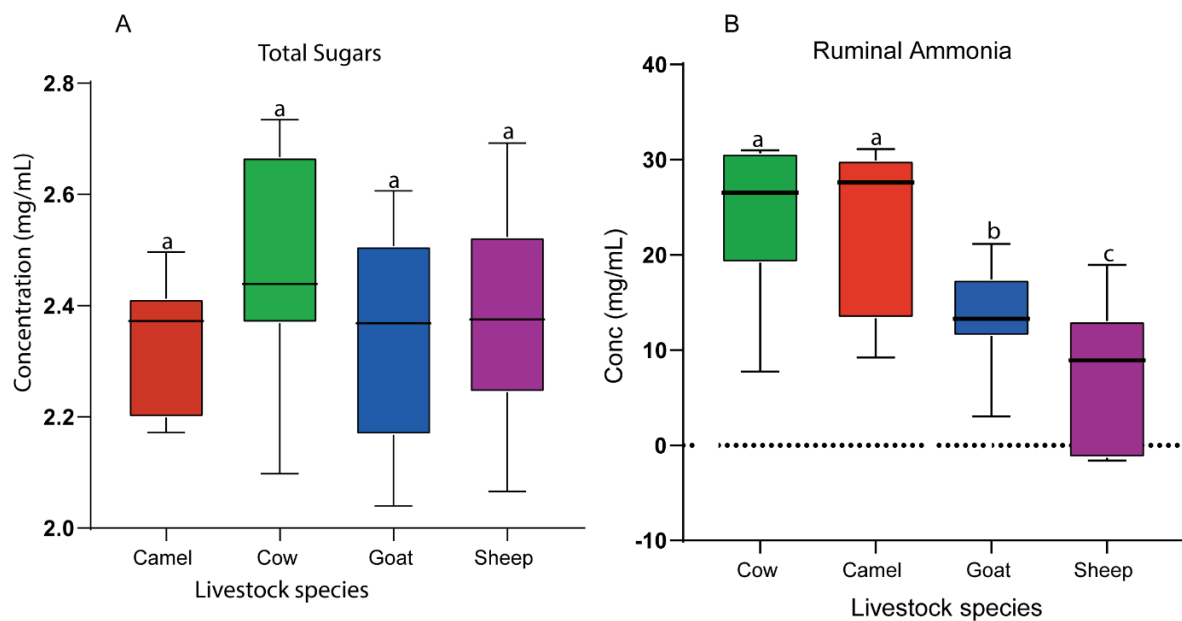 A
Total Sugars
Concentration (mg/mL)
2.8
2.6
2.4
2.2
2.0
a
a
a
a
Camel Cow Goat Sheep
Livestock species
B
Ruminal Ammonia
Conc (mg/mL)
40
30
20
10
0
-10
a
a
b
c
Cow Camel Goat Sheep
Livestock species